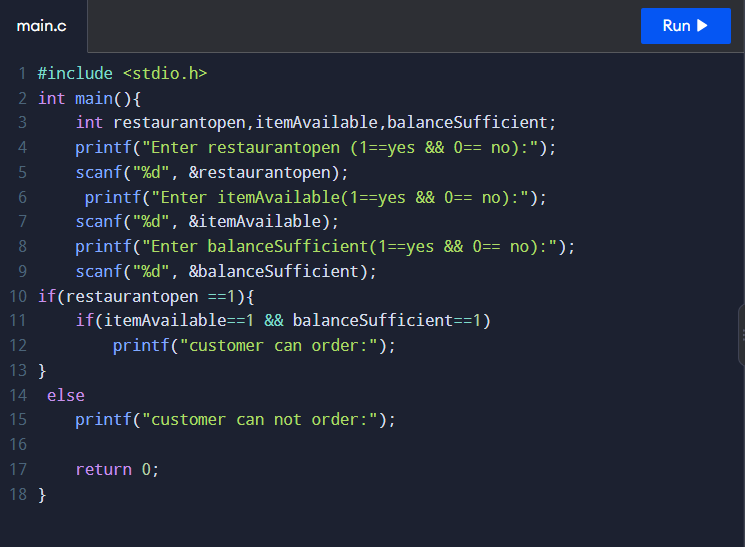 main.c
Run
1 #include <stdio.h>
2 int main(){
3     int restaurantopen,itemAvailable,balanceSufficient;
4     printf("Enter restaurantopen (1==yes && 0== no):");
5     scanf("%d", &restaurantopen);
6      printf("Enter itemAvailable(1==yes && 0== no):");
7     scanf("%d", &itemAvailable);
8     printf("Enter balanceSufficient(1==yes && 0== no):");
9     scanf("%d", &balanceSufficient);
10 if(restaurantopen ==1){
11     if(itemAvailable==1 && balanceSufficient==1)
12         printf("customer can order:");
13 }
14  else
15     printf("customer can not order:");
16
17     return 0;
18 }